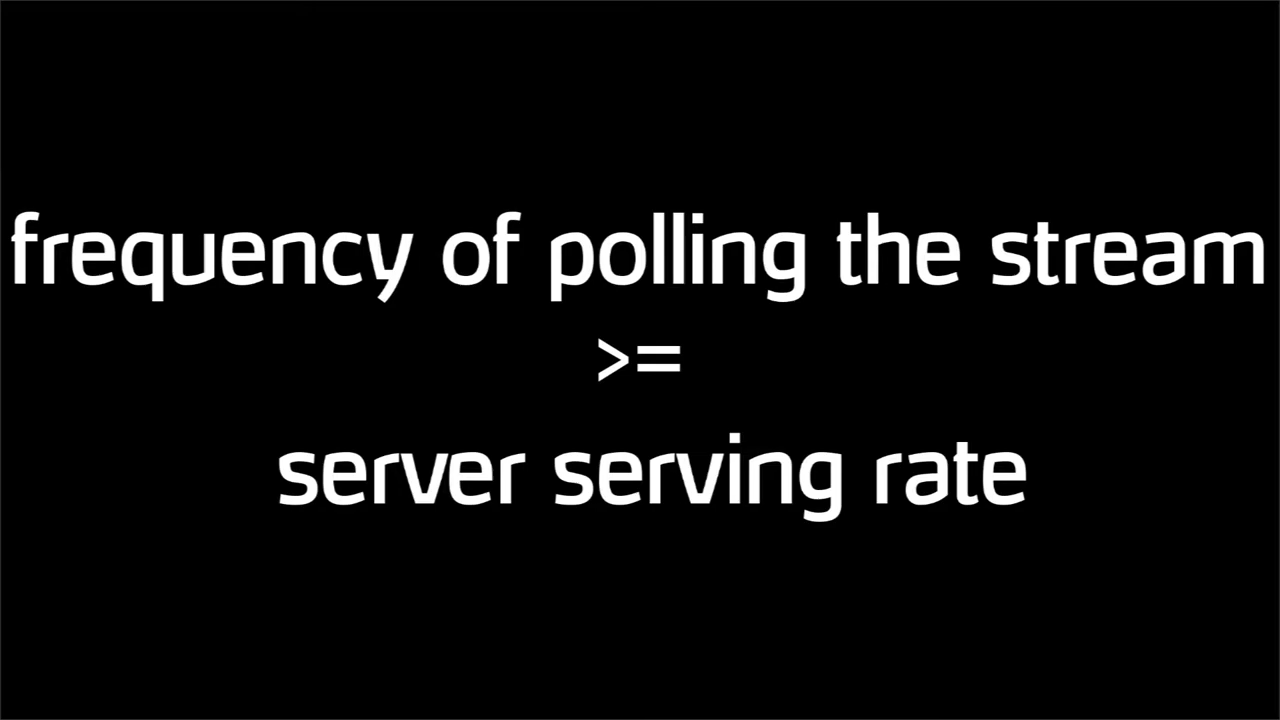 frequency of polling the stream
>=
server serving rate